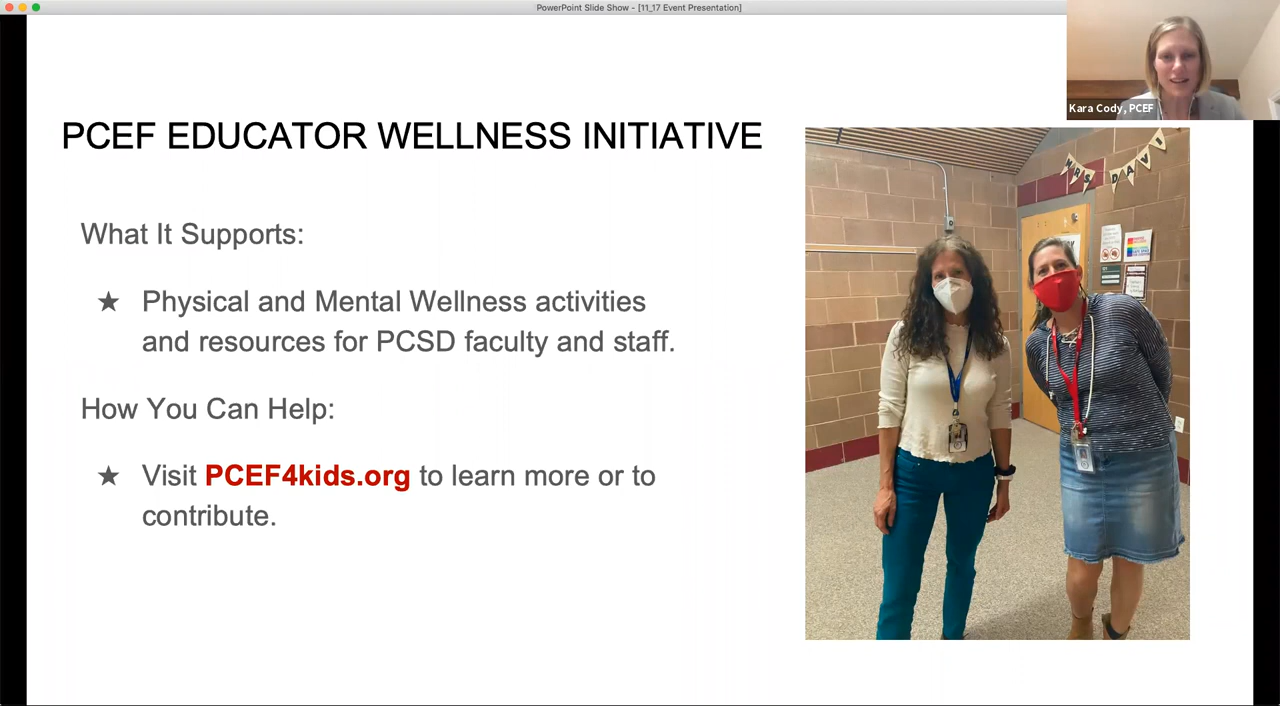 PowerPoint Slide Show - [11_17 Event Presentation]
Kara Cody, PCEF
PCEF EDUCATOR WELLNESS INITIATIVE
MRS DAVI
What It Supports:
★ Physical and Mental Wellness activities
and resources for PCSD faculty and staff.
How You Can Help:
★ Visit PCEF4kids.org to learn more or to
contribute.